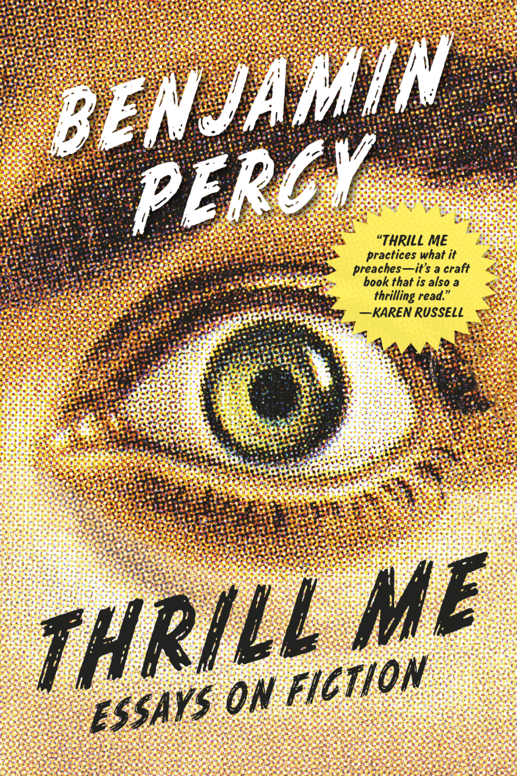 BENJAMIN
PERCY
“THRILL ME
practices what it
preaches—it’s a craft
book that is also a
thrilling read.”
—KAREN RUSSELL
THRILL ME
ESSAYS ON FICTION